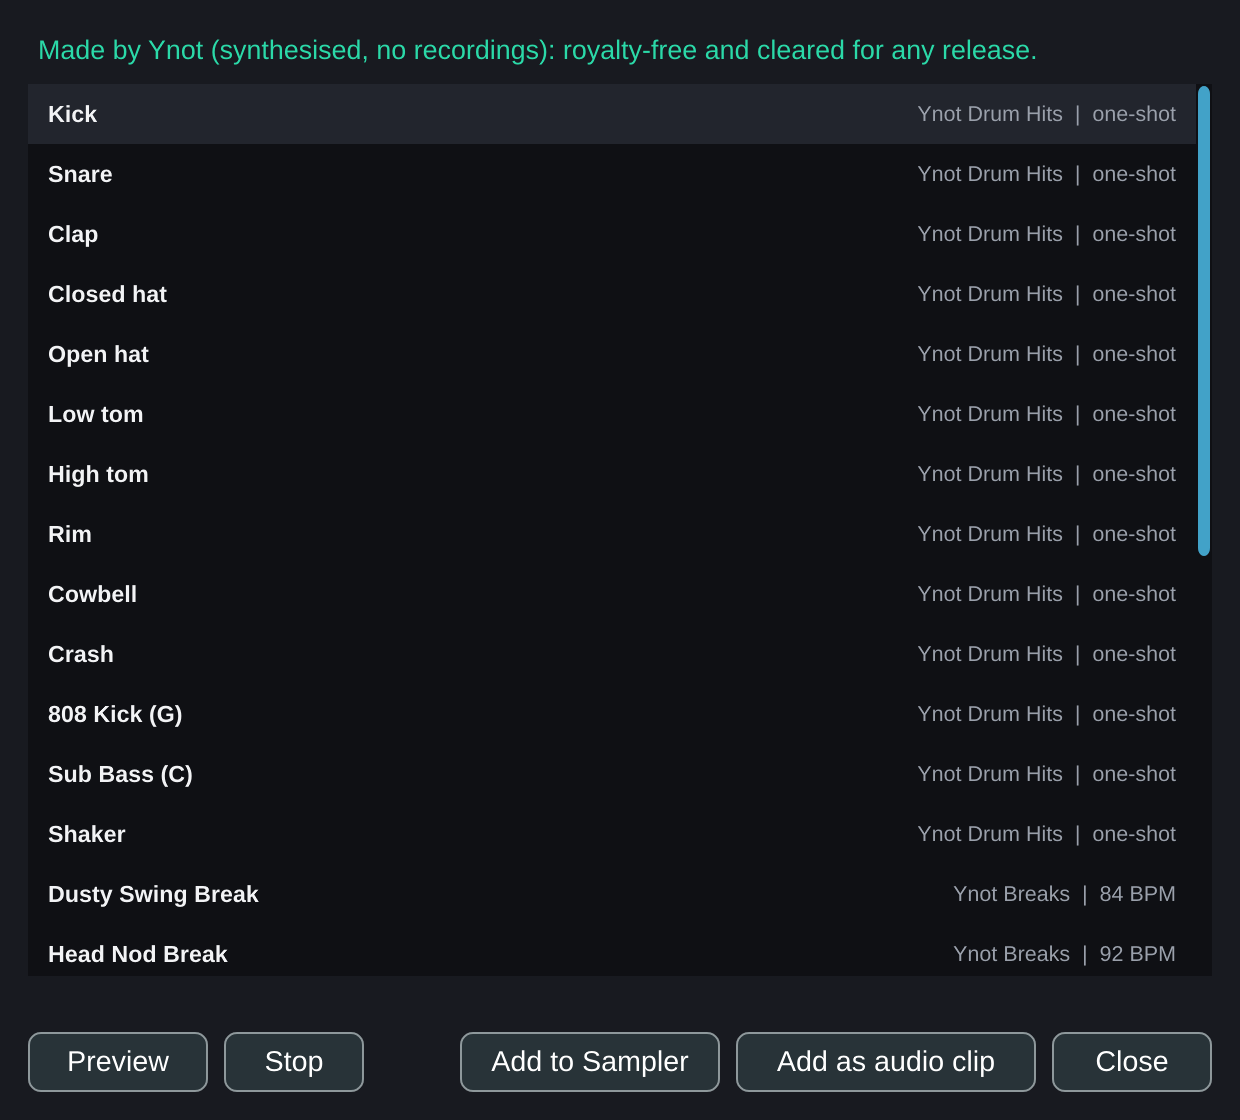 Made by Ynot (synthesised, no recordings): royalty-free and cleared for any release.
Kick Ynot Drum Hits | one-shot
Snare Ynot Drum Hits | one-shot
Clap Ynot Drum Hits | one-shot
Closed hat Ynot Drum Hits | one-shot
Open hat Ynot Drum Hits | one-shot
Low tom Ynot Drum Hits | one-shot
High tom Ynot Drum Hits | one-shot
Rim Ynot Drum Hits | one-shot
Cowbell Ynot Drum Hits | one-shot
Crash Ynot Drum Hits | one-shot
808 Kick (G) Ynot Drum Hits | one-shot
Sub Bass (C) Ynot Drum Hits | one-shot
Shaker Ynot Drum Hits | one-shot
Dusty Swing Break Ynot Breaks | 84 BPM
Head Nod Break Ynot Breaks | 92 BPM
Preview Stop Add to Sampler Add as audio clip Close